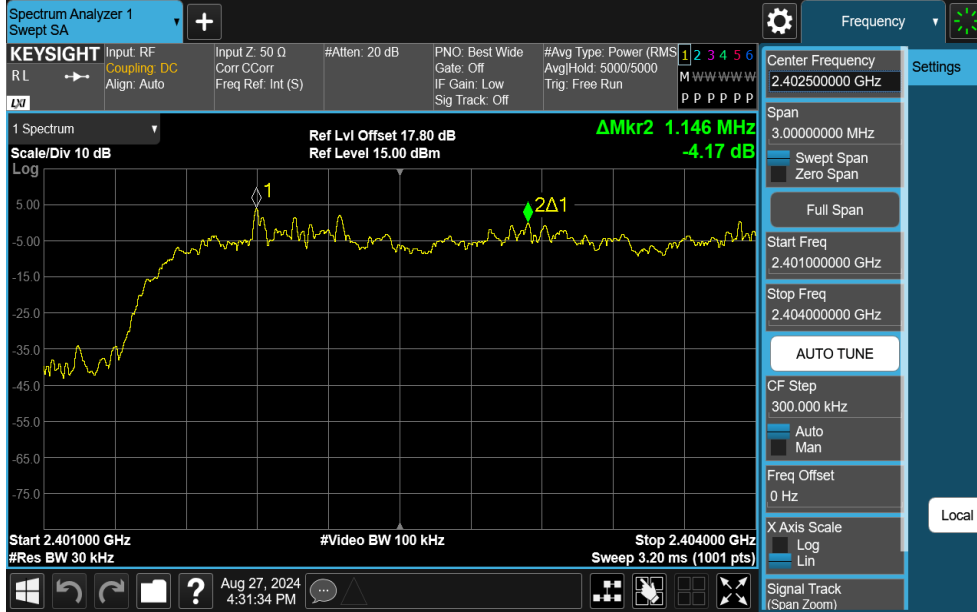 Spectrum Analyzer 1
Swept SA
+
Frequency
KEYSIGHT
RL
LXI
Input: RF
Coupling: DC
Align: Auto
Input Z: 50 Ω
Corr CCorr
Freq Ref: Int (S)
#Atten: 20 dB
PNO: Best Wide
Gate: Off
IF Gain: Low
Sig Track: Off
#Avg Type: Power (RMS
Avg|Hold: 5000/5000
Trig: Free Run
1 2 3 4 5 6
M W W W W W
P P P P P P
1 Spectrum
Scale/Div 10 dB
Log
Ref Lvl Offset 17.80 dB
Ref Level 15.00 dBm
ΔMkr2 1.146 MHz
-4.17 dB
1
2Δ1
5.00
-5.00
-15.0
-25.0
-35.0
-45.0
-55.0
-65.0
-75.0
Start 2.401000 GHz
#Res BW 30 kHz
#Video BW 100 kHz
Stop 2.404000 GHz
Sweep 3.20 ms (1001 pts)
Center Frequency
2.402500000 GHz
Span
3.00000000 MHz
Swept Span
Zero Span
Full Span
Start Freq
2.401000000 GHz
Stop Freq
2.404000000 GHz
AUTO TUNE
CF Step
300.000 kHz
Auto
Man
Freq Offset
0 Hz
X Axis Scale
Log
Lin
Signal Track
(Span Zoom)
Settings
Local
?
Aug 27, 2024
4:31:34 PM